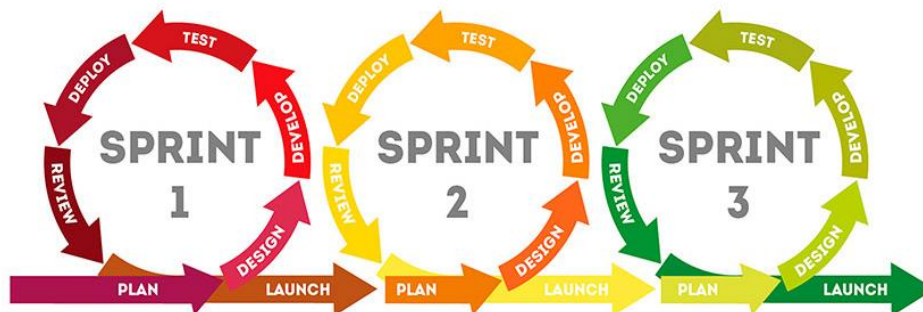 TEST
DEPLOY
DEVELOP
SPRINT
1
REVIEW
DESIGN
PLAN
LAUNCH
TEST
DEPLOY
DEVELOP
SPRINT
2
REVIEW
DESIGN
PLAN
LAUNCH
TEST
DEPLOY
DEVELOP
SPRINT
3
REVIEW
DESIGN
PLAN
LAUNCH